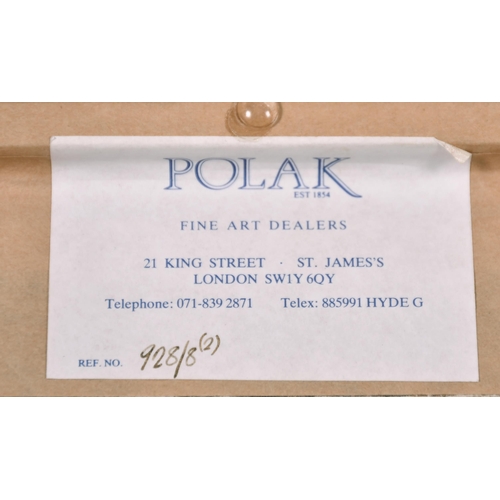 POLAK
EST 1854
FINE ART DEALERS
21 KING STREET · ST. JAMES'S
LONDON SW1Y 6QY
Telephone: 071-839 2871 Telex: 885991 HYDE G
REF. NO. 928/8 (2)